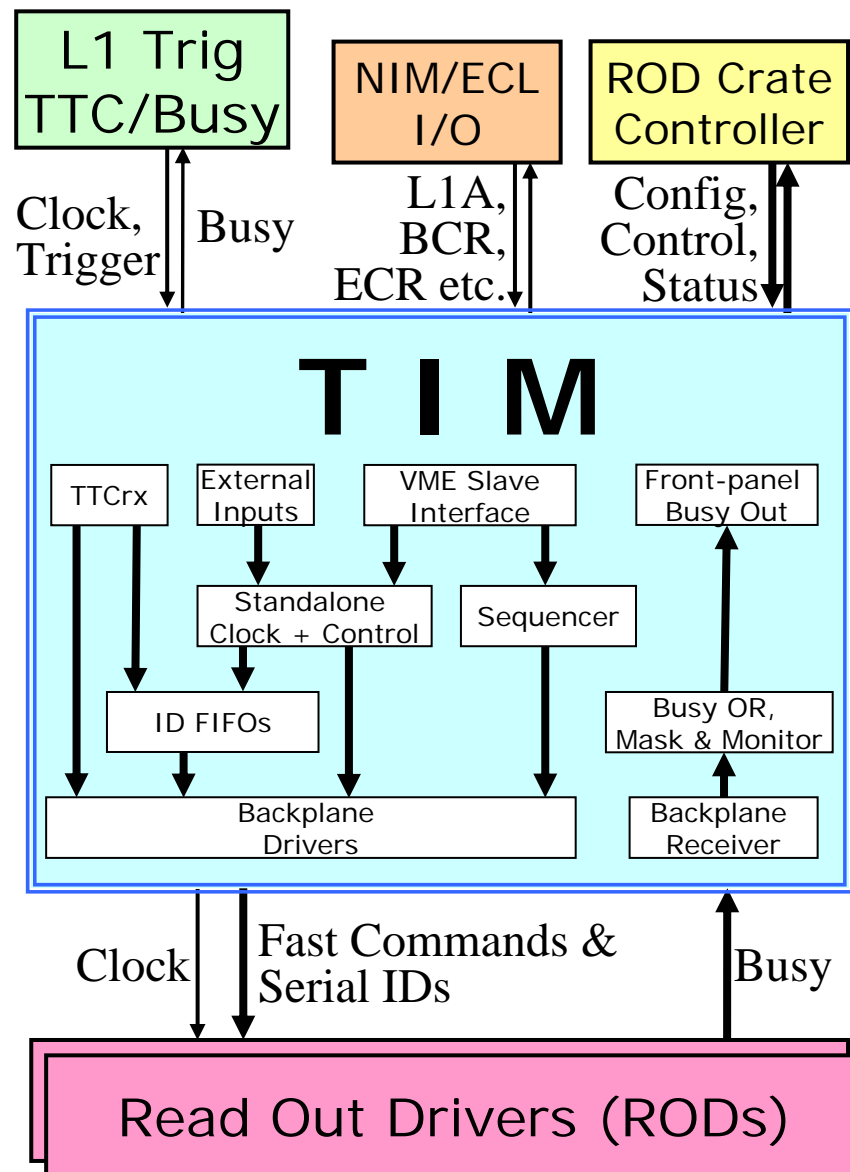 L1 Trig
TTC/Busy
NIM/ECL
I/O
ROD Crate
Controller
Clock,
Trigger
Busy
L1A,
BCR,
ECR etc.
Config,
Control,
Status
T I M
TTCrx
External
Inputs
VME Slave
Interface
Front-panel
Busy Out
Standalone
Clock + Control
Sequencer
ID FIFOs
Busy OR,
Mask & Monitor
Backplane
Drivers
Backplane
Receiver
Clock
Fast Commands &
Serial IDs
Busy
Read Out Drivers (RODs)